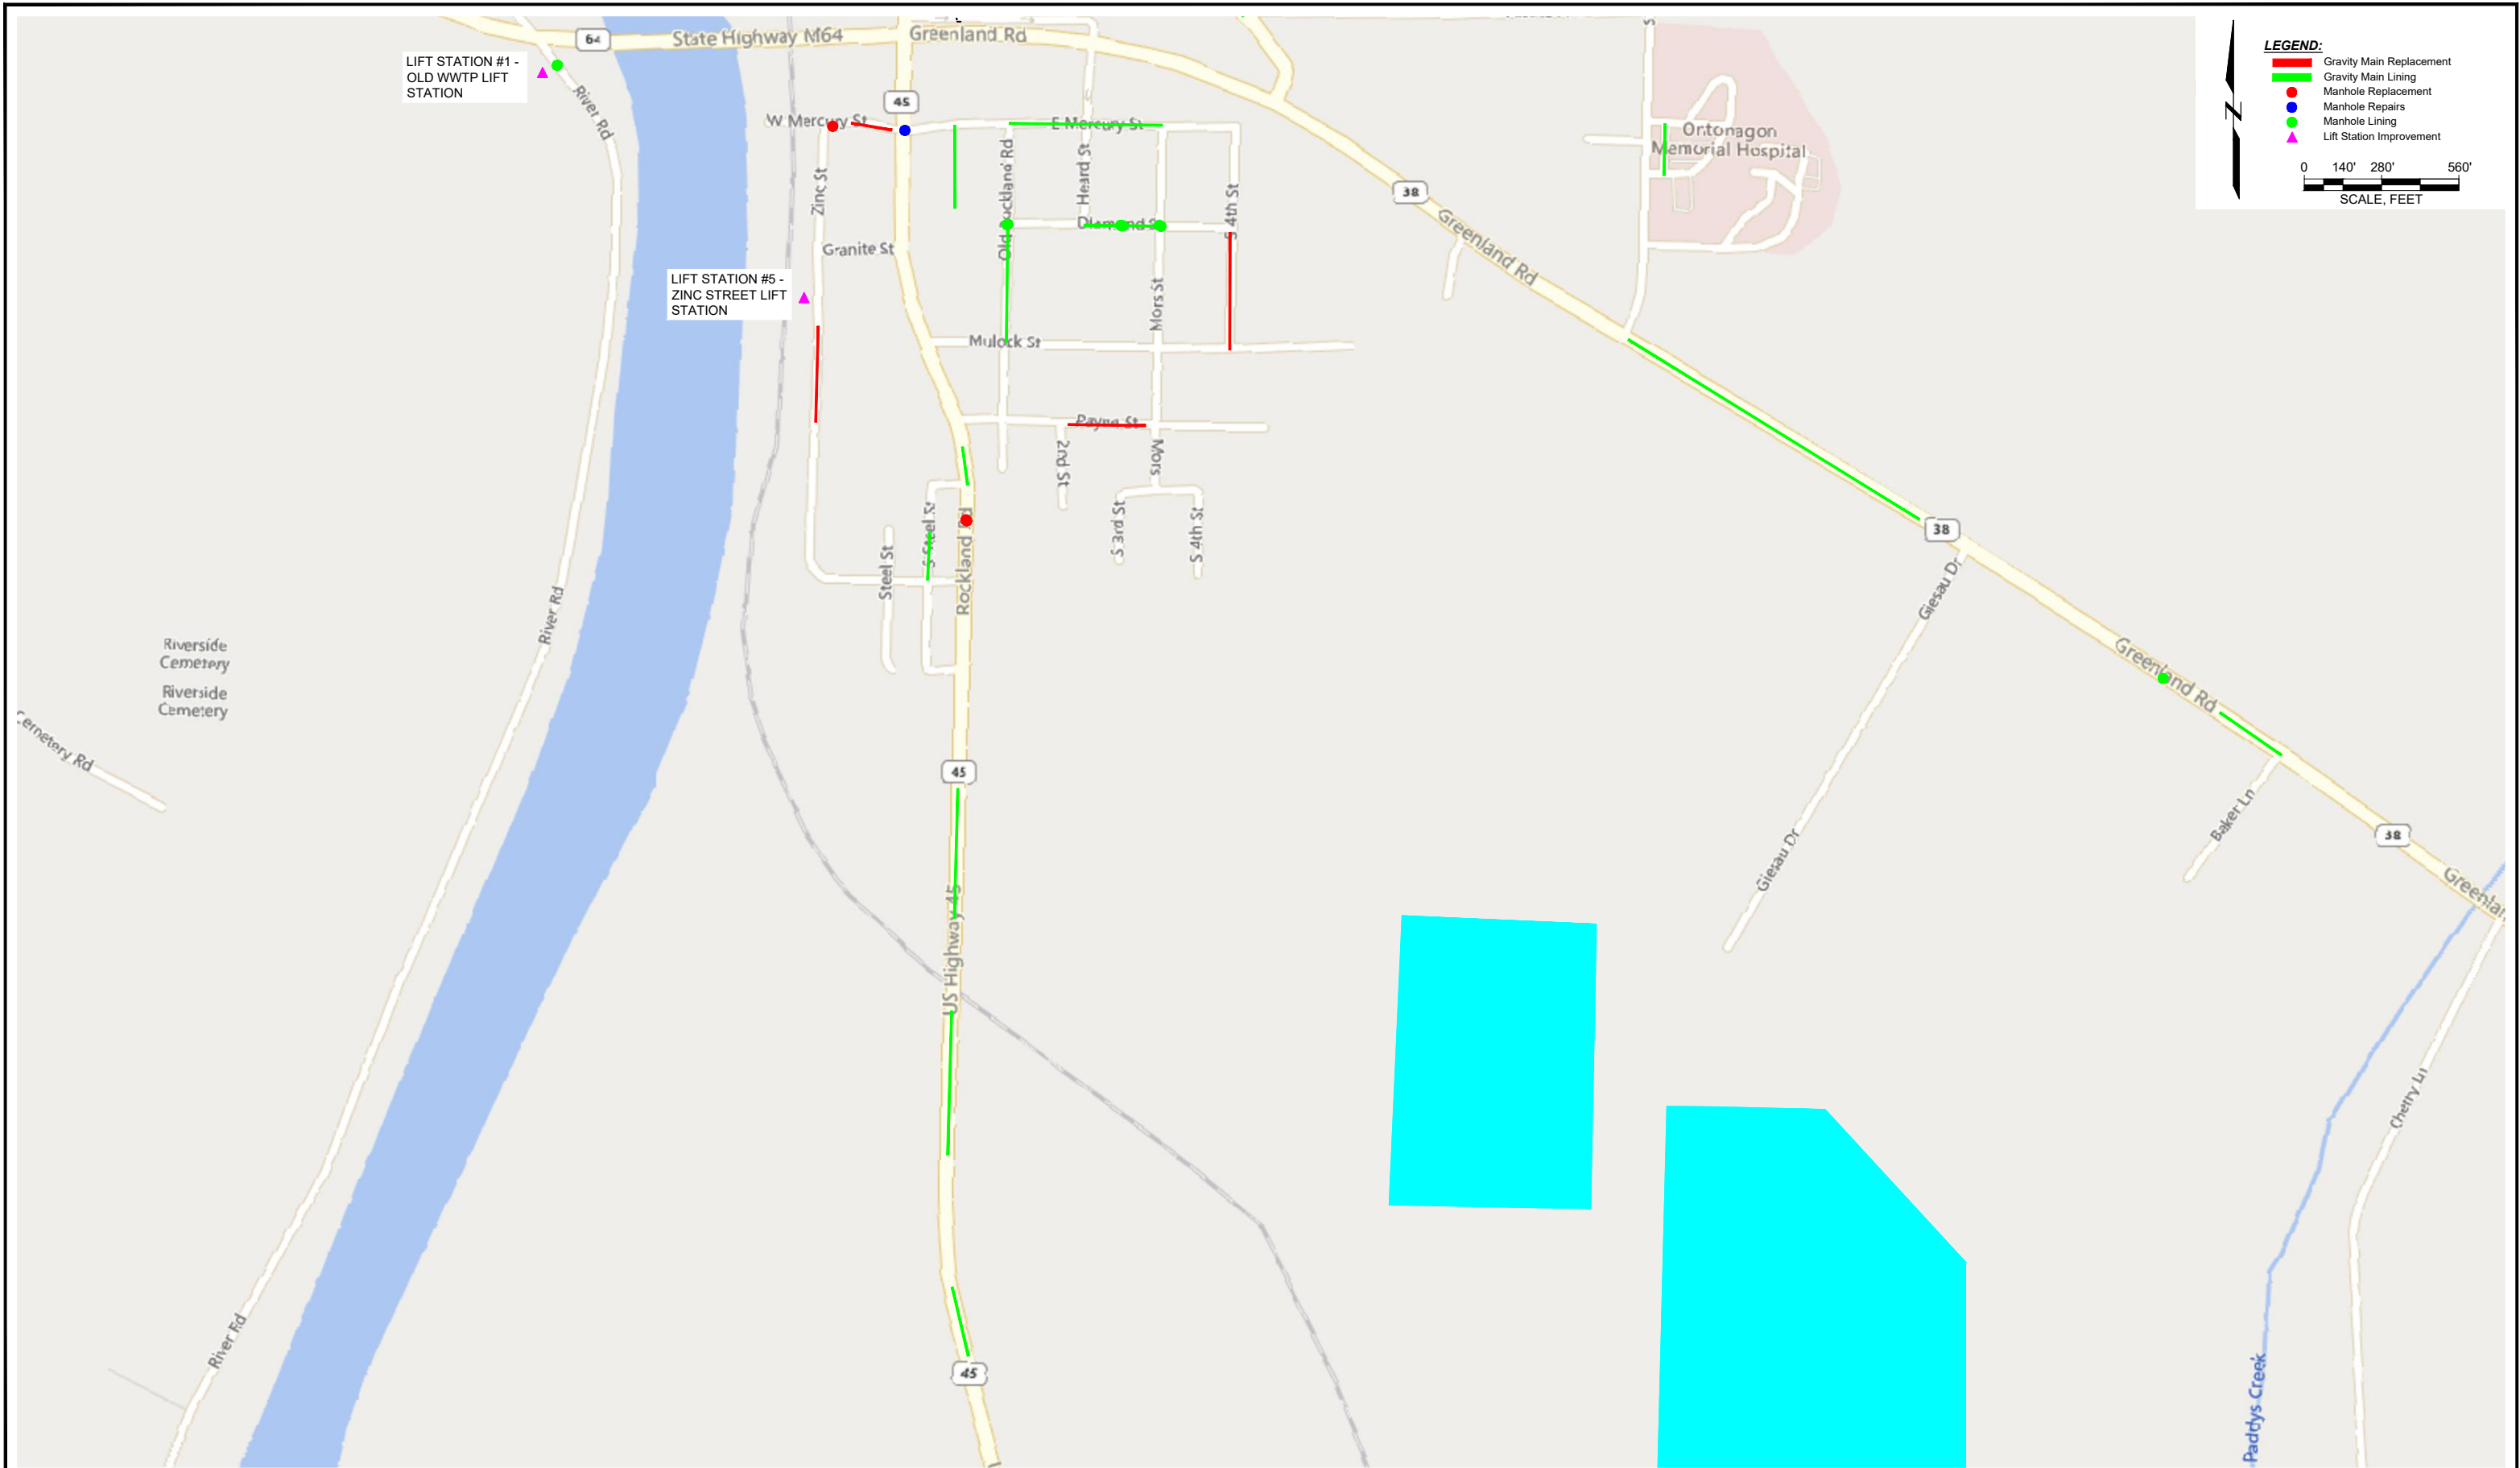 64
State Highway M64
Greenland Rd
LIFT STATION #1 -
OLD WWTP LIFT
STATION
River Rd
45
W Mercury St
E Mercury St
Zinc St
Old Rockland Rd
Heard St
Diamond St
S 4th St
Granite St
LIFT STATION #5 -
ZINC STREET LIFT
STATION
Mors St
Mulock St
Payne St
2nd St
Mors
S 3rd St
S 4th St
Steel St
S Steel St
Rockland Rd
38
Greenland Rd
Ontonagon
Memorial Hospital
LEGEND:
Gravity Main Replacement
Gravity Main Lining
Manhole Replacement
Manhole Repairs
Manhole Lining
Lift Station Improvement
N
0 140' 280' 560'
SCALE, FEET
38
Giesau Dr
Greenland Rd
River Rd
Riverside
Cemetery
Riverside
Cemetery
Cemetery Rd
45
US Highway 45
Giesau Dr
Baker Ln
38
Cherry Ln
River Rd
45
Paddys Creek